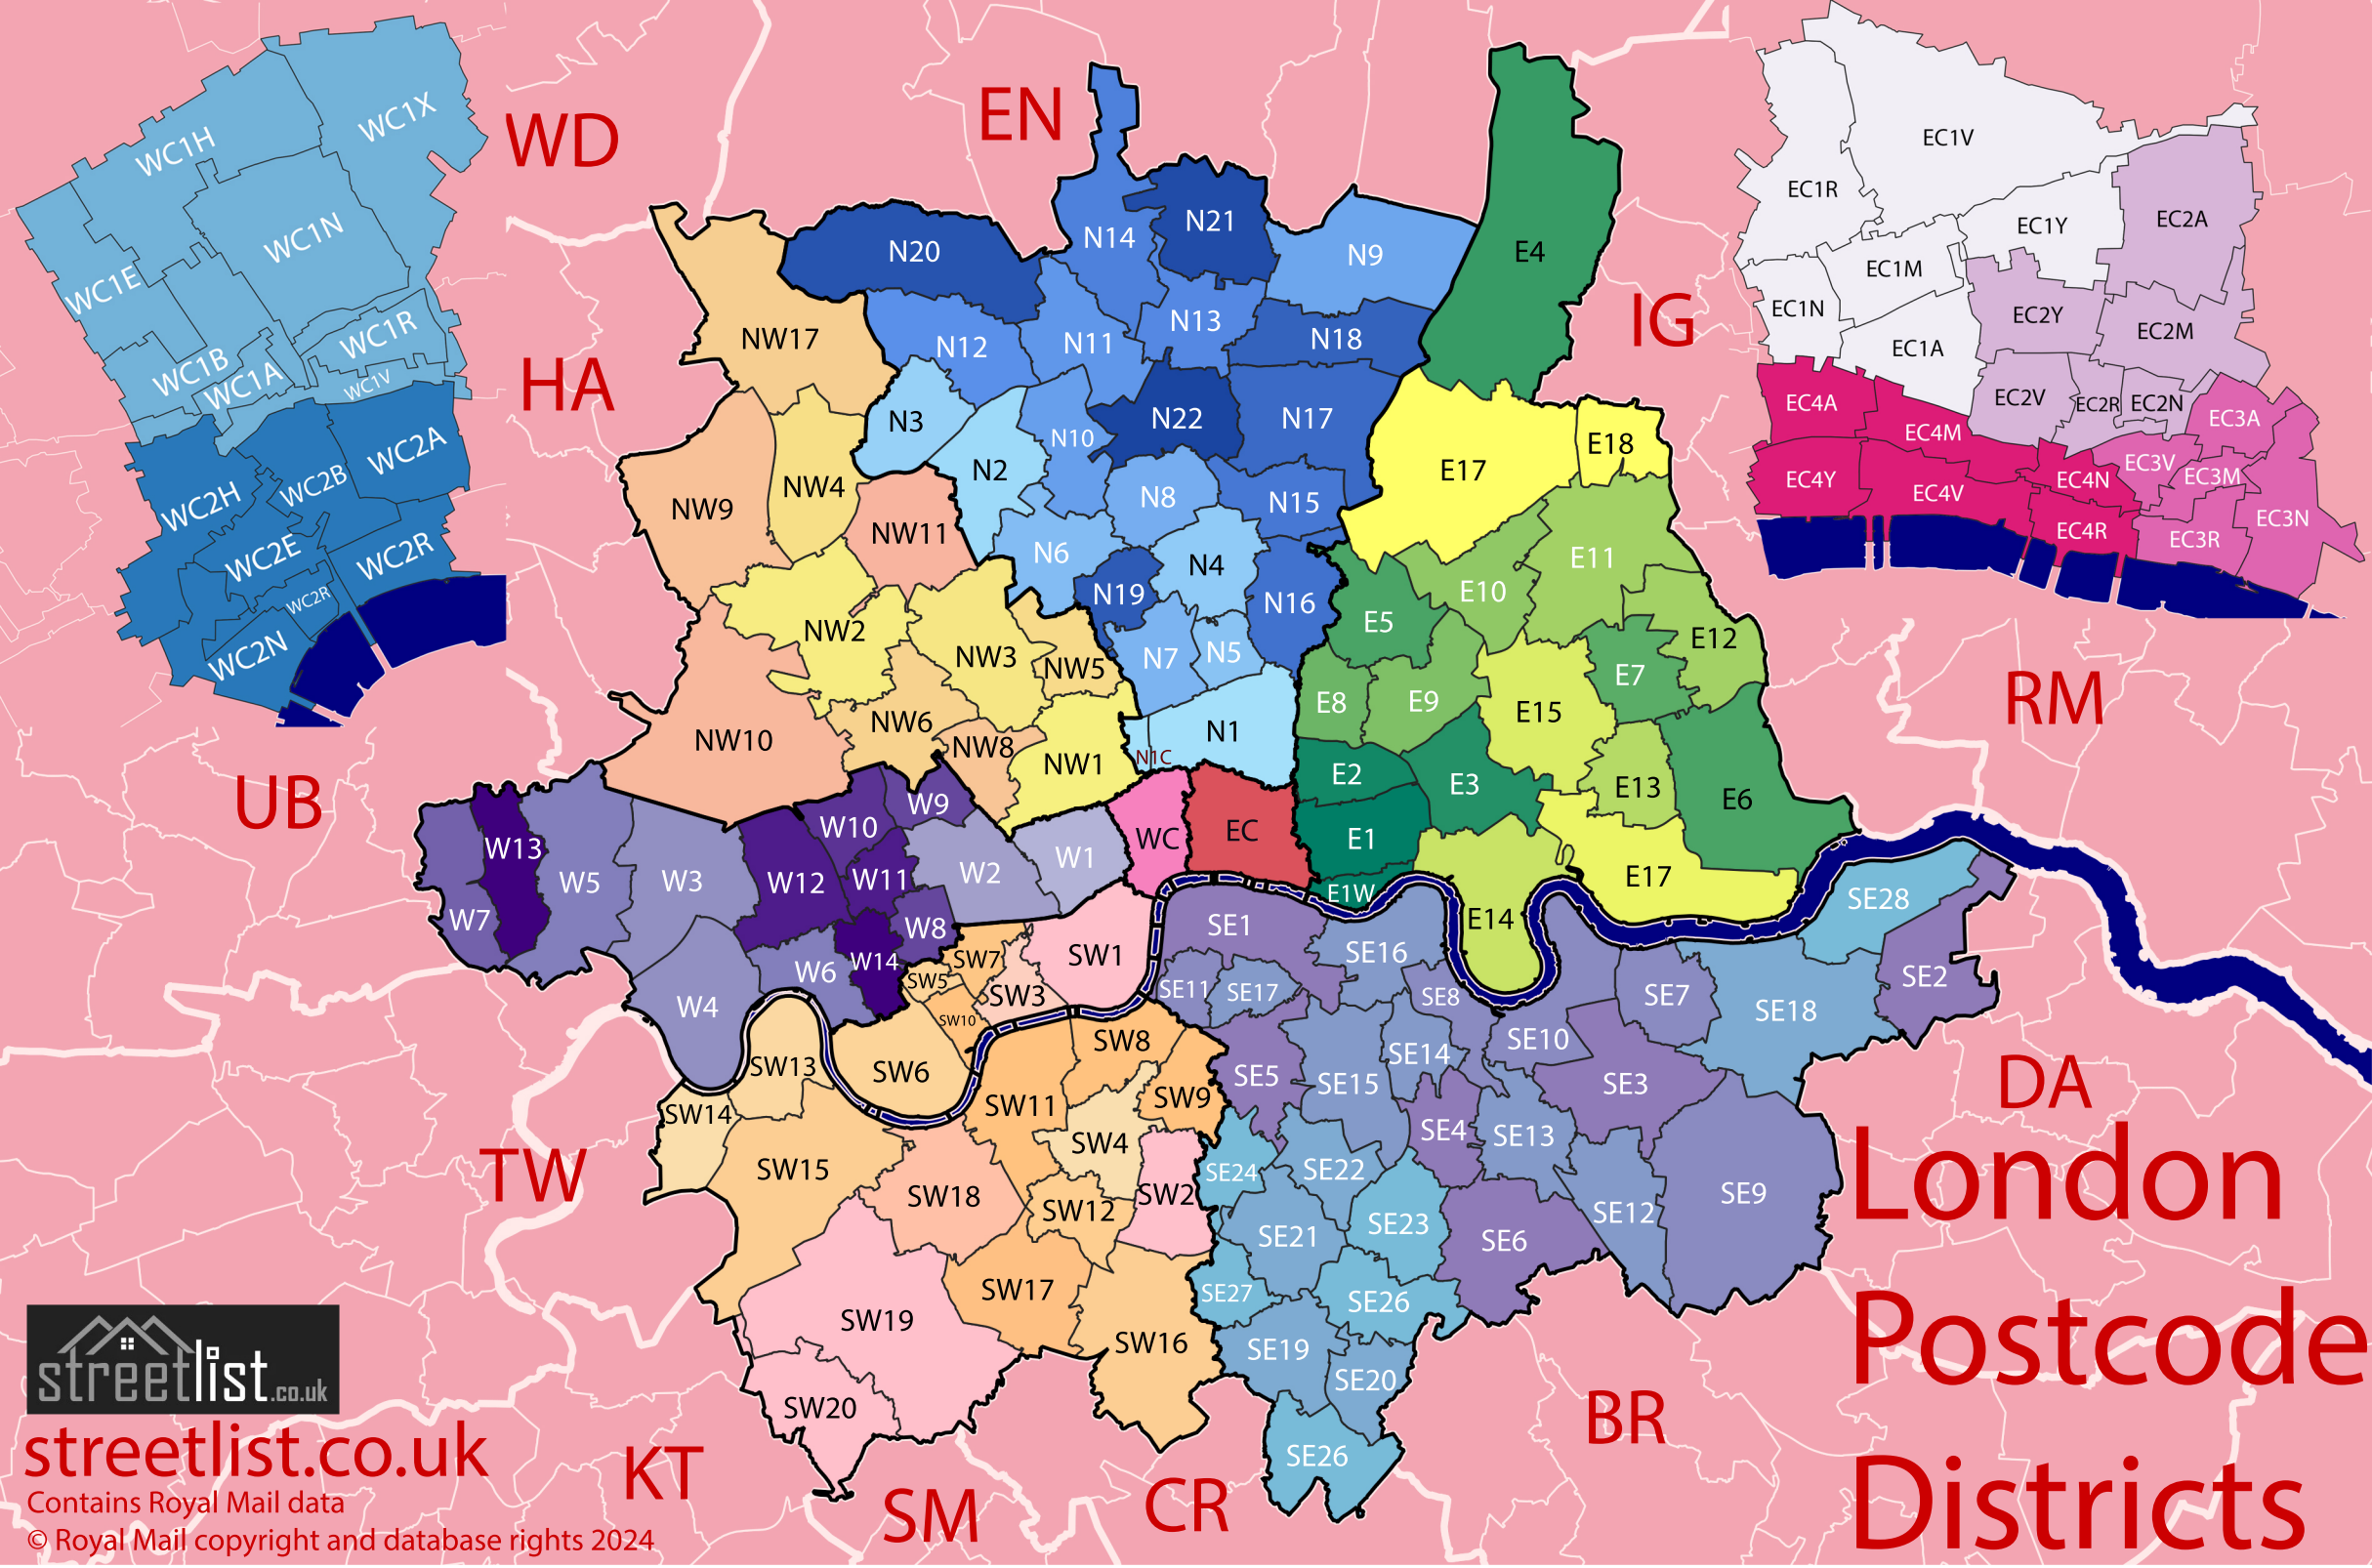 WC1H
WC1X
WC1N
WC1E
WC1R
WC1B
WC1A
WC1V
WC2H
WC2B
WC2A
WC2E
WC2R
WC2R
WC2N
WD
EN
HA
IG
UB
RM
TW
DA
KT
SM
CR
BR
EC1V
EC1R
EC1Y
EC2A
EC1M
EC1N
EC2Y
EC2M
EC1A
EC4A
EC2V
EC2R
EC2N
EC3A
EC4M
EC3V
EC3M
EC4Y
EC4V
EC4N
EC3N
EC4R
EC3R
N14
N21
N20
N9
E4
N13
NW17
N12
N11
N18
N3
N22
N17
N10
E18
N2
E17
NW4
N8
N15
NW9
NW11
N6
N4
E11
N19
N16
E10
E5
NW2
NW3
N7
N5
NW5
E12
E7
E8
E9
E15
NW6
N1
NW10
NW8
N1C
NW1
E2
E3
E13
E6
W9
W10
WC
EC
E1
W13
W1
W5
W3
W12
W11
W2
E17
E1W
SE28
W7
W8
E14
SE1
SW7
W14
SW1
SE16
W6
SW5
SW3
SE11
SE17
SE8
SE7
SE2
W4
SW10
SE18
SW8
SE10
SE14
SW13
SW6
SE5
SE15
SE3
SW9
SW11
SW14
SE4
SE13
SW4
SW15
SE24
SE22
SW18
SW2
SE9
SW12
SE12
SE23
SE21
SE6
SW17
SE27
SE26
SW19
SW16
SE19
SE20
SW20
SE26
London
Postcode
Districts
streetlist.co.uk
streetlist.co.uk
Contains Royal Mail data
© Royal Mail copyright and database rights 2024